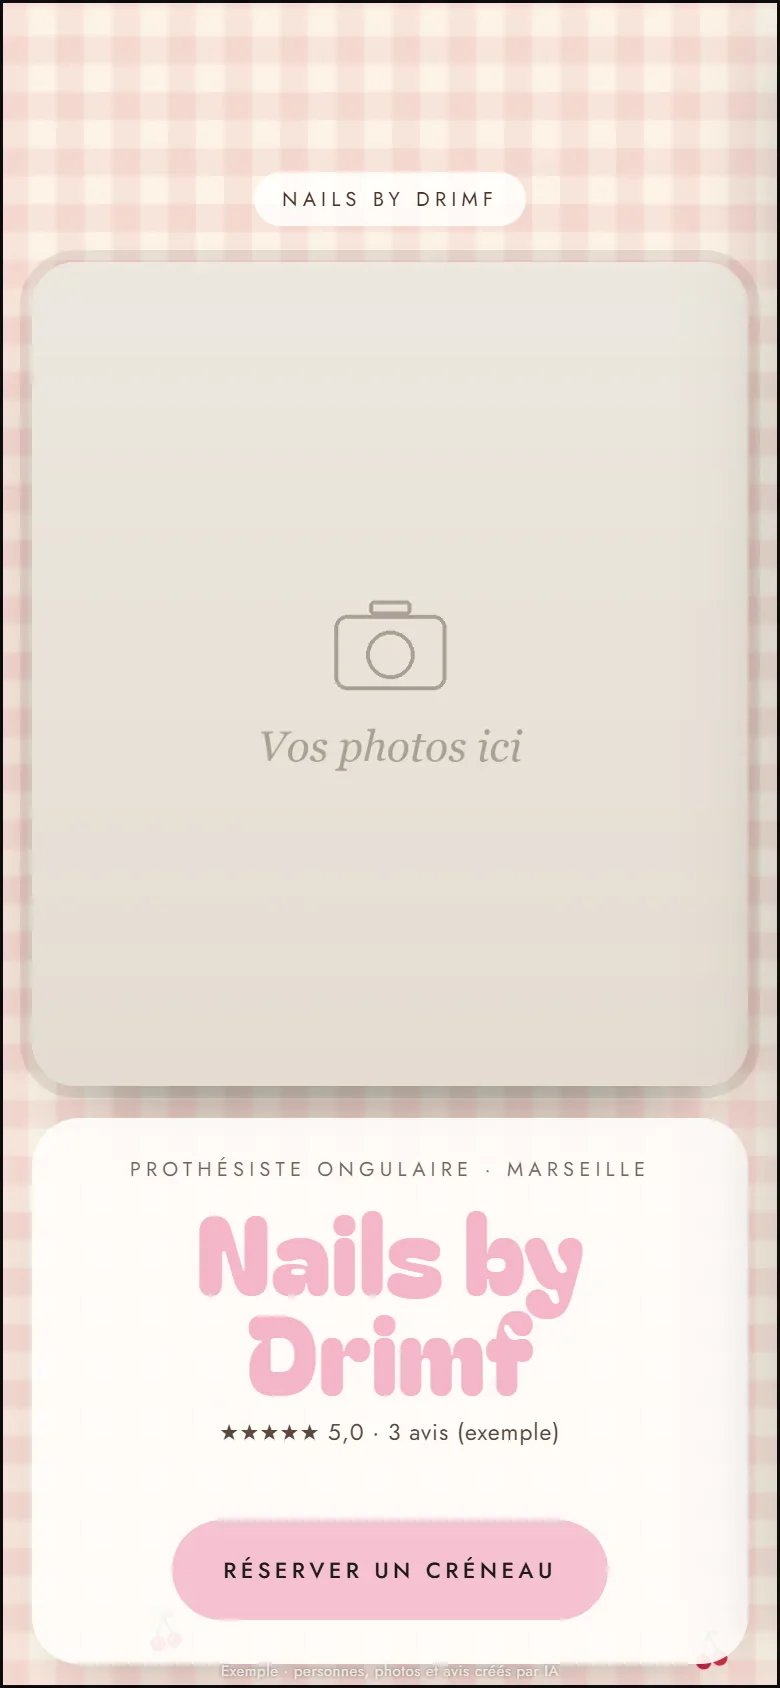 NAILS BY DRIMF
Vos photos ici
PROTHÉSISTE ONGULAIRE · MARSEILLE
Nails by
Drimf
★★★★★ 5,0 · 3 avis (exemple)
RÉSERVER UN CRÉNEAU
Exemple · personnes, photos et avis créés par IA